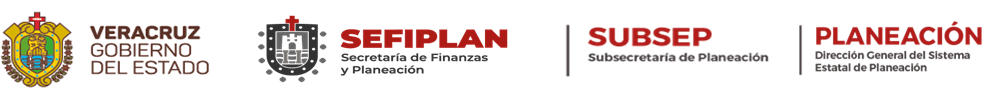 VERACRUZ
GOBIERNO
DEL ESTADO
SEFIPLAN
Secretaría de Finanzas
y Planeación
SUBSEP
Subsecretaría de Planeación
PLANEACIÓN
Dirección General del Sistema
Estatal de Planeación